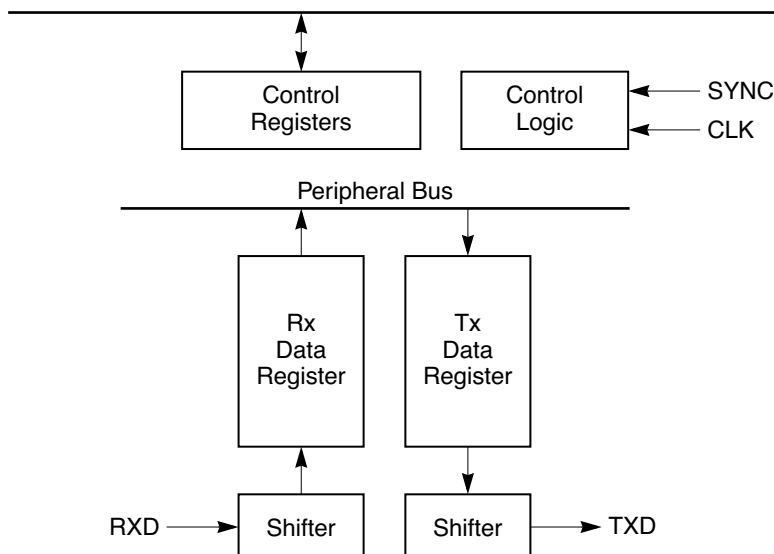 Control
Registers
Control
Logic
SYNC
CLK
Peripheral Bus
Rx
Data
Register
Tx
Data
Register
RXD
Shifter
Shifter
TXD